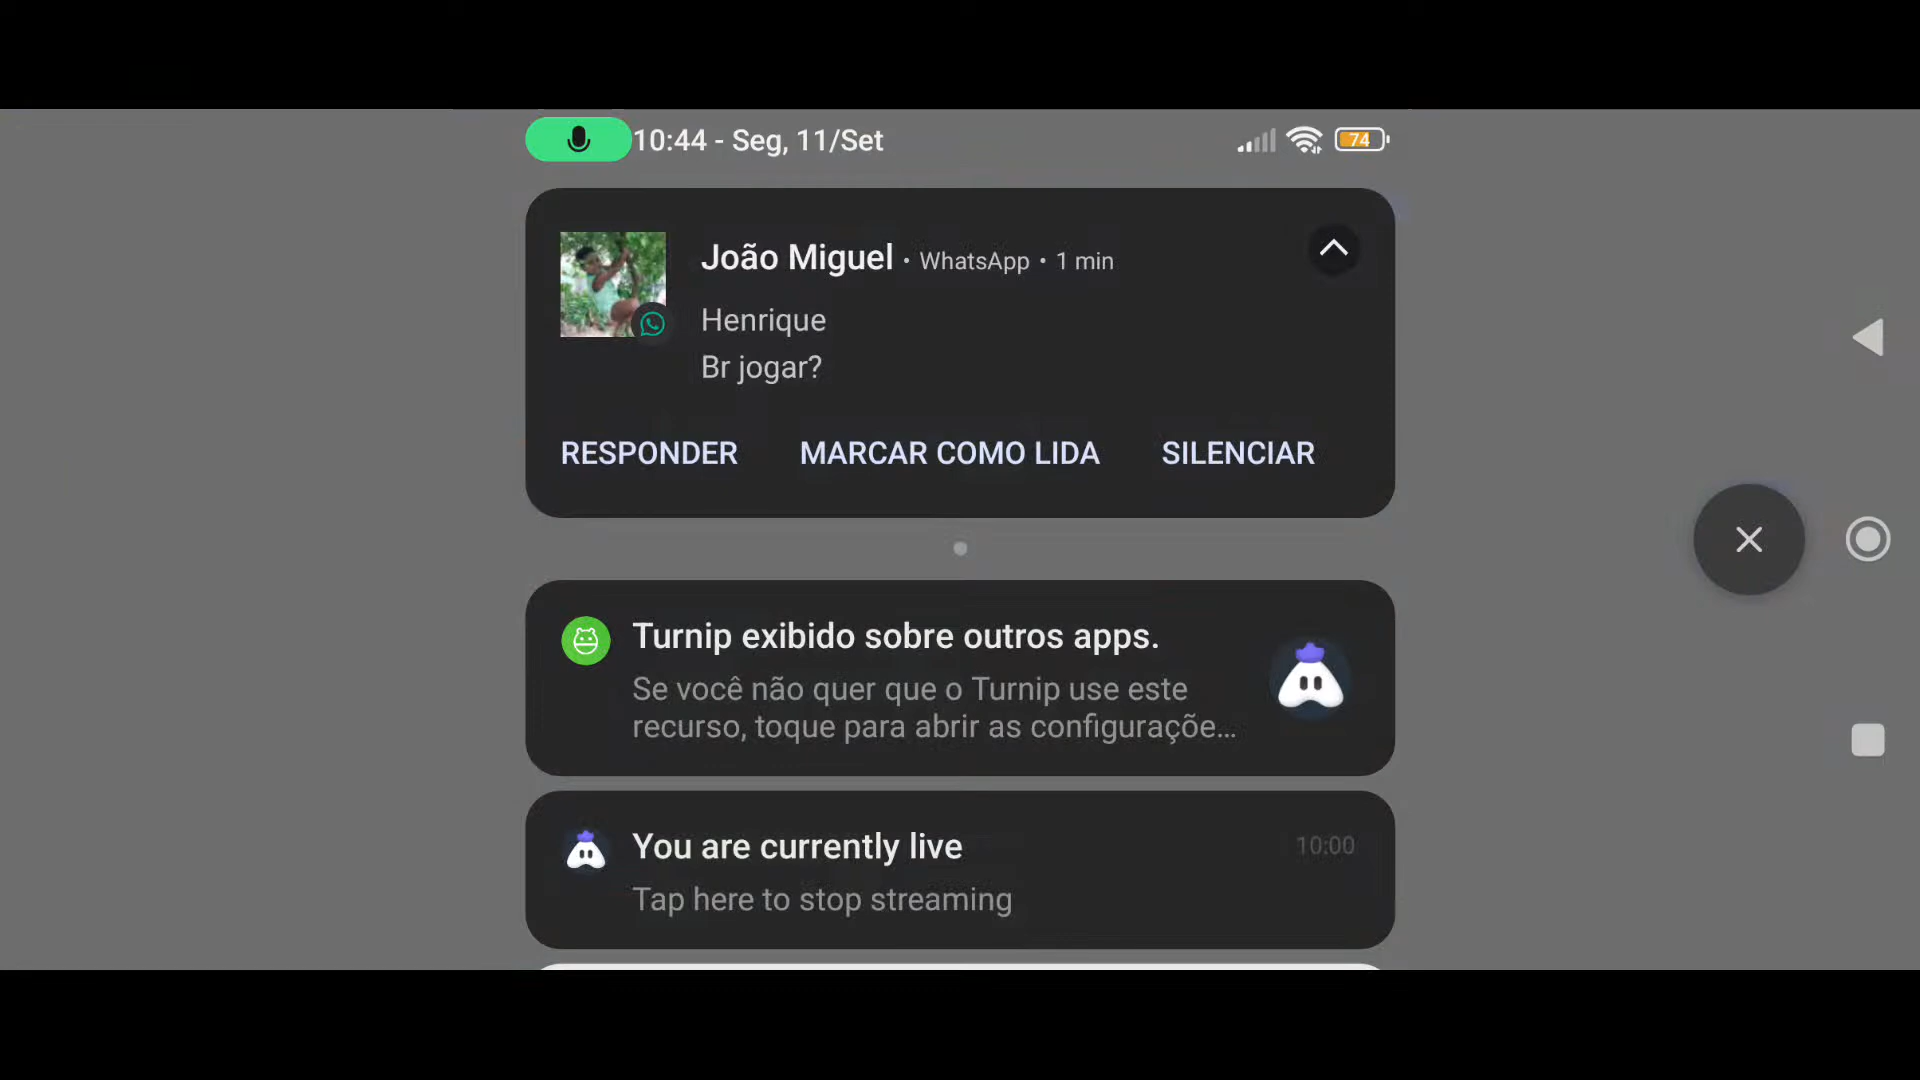 10:44 - Seg, 11/Set
74
João Miguel • WhatsApp • 1 min
Henrique
Br jogar?
RESPONDER MARCAR COMO LIDA SILENCIAR
Turnip exibido sobre outros apps.
Se você não quer que o Turnip use este
recurso, toque para abrir as configuraçõe...
You are currently live 10:00
Tap here to stop streaming